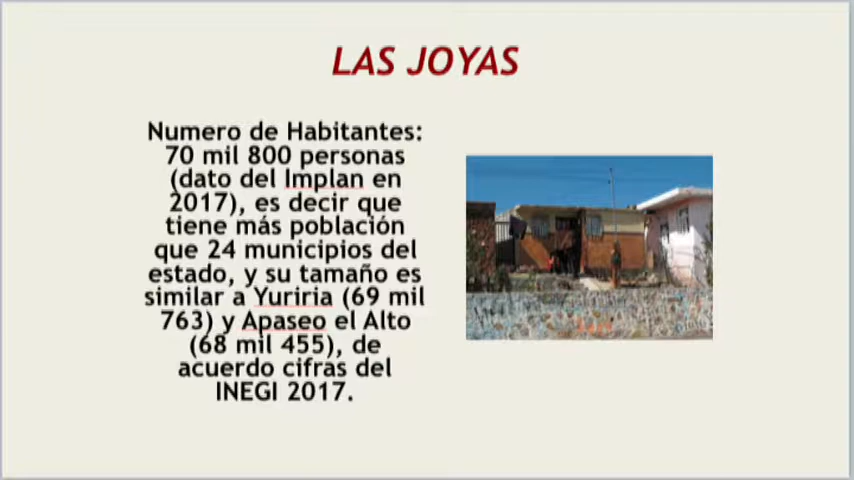 LAS JOYAS
Numero de Habitantes:
70 mil 800 personas
(dato del Implan en
2017), es decir que
tiene más población
que 24 municipios del
estado, y su tamaño es
similar a Yuriria (69 mil
763) y Apaseo el Alto
(68 mil 455), de
acuerdo cifras del
INEGI 2017.